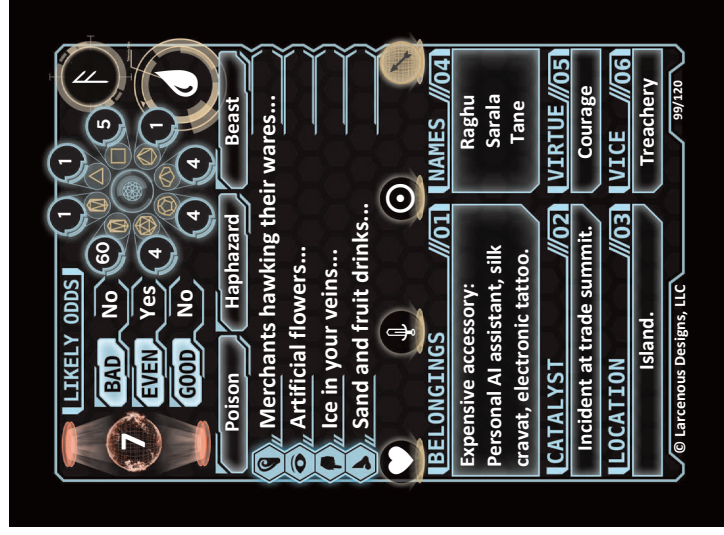 LIKELY ODDS
1 1
BAD No
60 5
7
EVEN Yes
4 1
GOOD No
4 4
Poison Haphazard Beast
Merchants hawking their wares...
Artificial flowers...
Ice in your veins...
Sand and fruit drinks...
BELONGINGS //01
Expensive accessory:
Personal AI assistant, silk
cravat, electronic tattoo.
NAMES //04
Raghu
Sarala
Tane
CATALYST //02
Incident at trade summit.
VIRTUE //05
Courage
LOCATION //03
Island.
VICE //06
Treachery
© Larcenous Designs, LLC
99/120